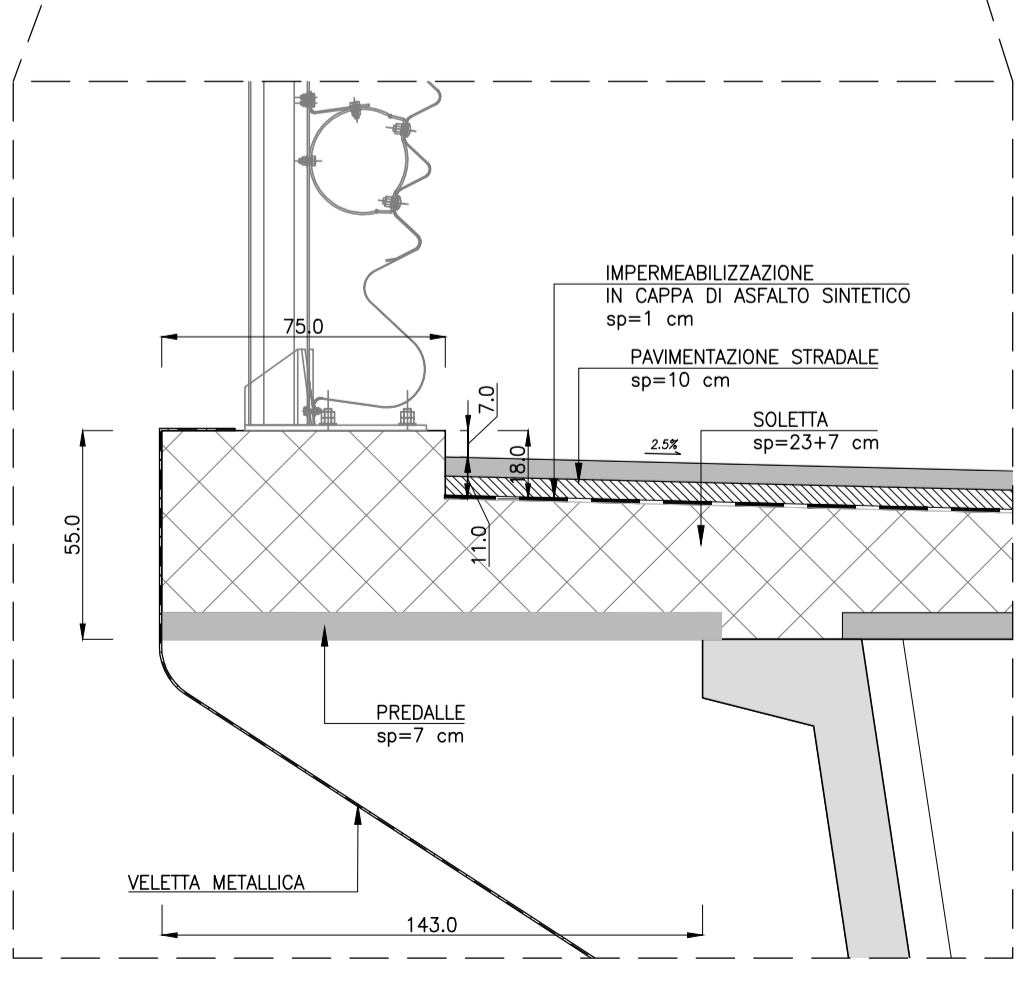 IMPERMEABILIZZAZIONE
IN CAPPA DI ASFALTO SINTETICO
sp=1 cm
75.0
PAVIMENTAZIONE STRADALE
sp=10 cm
7.0
SOLETTA
sp=23+7 cm
2.5%
18.0
55.0
11.0
PREDALLE
sp=7 cm
VELETTA METALLICA
143.0